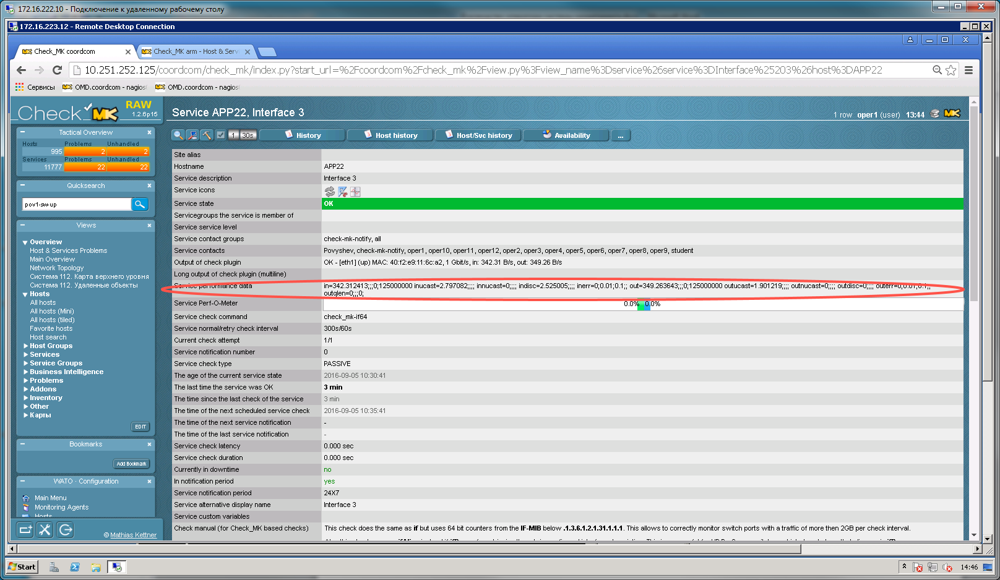 172.16.222.10 - Подключение к удаленному рабочему столу
172.16.223.12 - Remote Desktop Connection
Check_MK coordcom
Check_MK arm - Host & Serv
10.251.252.125/coordcom/check_mk/index.py?start_url=%2Fcoordcom%2Fcheck_mk%2Fview.py%3Fview_name%3Dservice%26service%3DInterface%25203%26host%3DAPP22
Сервисы
OMD.coordcom - nagios
OMD.coordcom - nagios
Check MK
RAW
1.2.6p15
Service APP22, Interface 3
1 row oper1 (user) 13:44
Tactical Overview
Hosts Problems Unhandled
995 2 2
Services Problems Unhandled
11777 22 22
Quicksearch
pov1-sw-up
Views
Overview
Host & Services Problems
Main Overview
Network Topology
Система 112. Карта верхнего уровня
Система 112. Удаленные объекты
Hosts
All hosts
All hosts (Mini)
All hosts (tiled)
Favorite hosts
Host search
Host Groups
Services
Service Groups
Business Intelligence
Problems
Addons
Inventory
Other
Карты
EDIT
Bookmarks
Add Bookmark
WATO · Configuration
Main Menu
Monitoring Agents
Hosts
© Mathias Kettner
1 30s History Host history Host/Svc history Availability ...
Site alias
Hostname APP22
Service description Interface 3
Service icons
Service state OK
Servicegroups the service is member of
Service service level
Service contact groups check-mk-notify, all
Service contacts Povyshev, check-mk-notify, oper1, oper10, oper11, oper12, oper2, oper3, oper4, oper5, oper6, oper7, oper8, oper9, student
Output of check plugin OK - [eth1] (up) MAC: 40:f2:e9:11:6c:a2, 1 Gbit/s, in: 342.31 B/s, out: 349.26 B/s
Long output of check plugin (multiline)
Service performance data in=342.312413;;;0;125000000 inucast=2.797082;;;; innucast=0;;;; indisc=2.525005;;;; inerr=0;0.01;0.1;; out=349.263643;;;0;125000000 outucast=1.901219;;;; outnucast=0;;;; outdisc=0;;;; outerr=0;0.01;0.1;;
outqlen=0;;;0;
Service Perf-O-Meter 0.0% 0.0%
Service check command check_mk-if64
Service normal/retry check interval 300s/60s
Current check attempt 1/1
Service notification number 0
Service check type PASSIVE
The age of the current service state 2016-09-05 10:30:41
The last time the service was OK 3 min
The time since the last check of the service 3 min
The time of the next scheduled service check 2016-09-05 10:35:41
The time of the next service notification -
The time of the last service notification -
Service check latency 0.000 sec
Service check duration 0.000 sec
Currently in downtime no
In notification period yes
Service notification period 24X7
Service alternative display name Interface 3
Service custom variables
Check manual (for Check_MK based checks) This check does the same as if but uses 64 bit counters from the IF-MIB below .1.3.6.1.2.1.31.1.1.1. This allows to correctly monitor switch ports with a traffic of more then 2GB per check interval.
Start
14:46